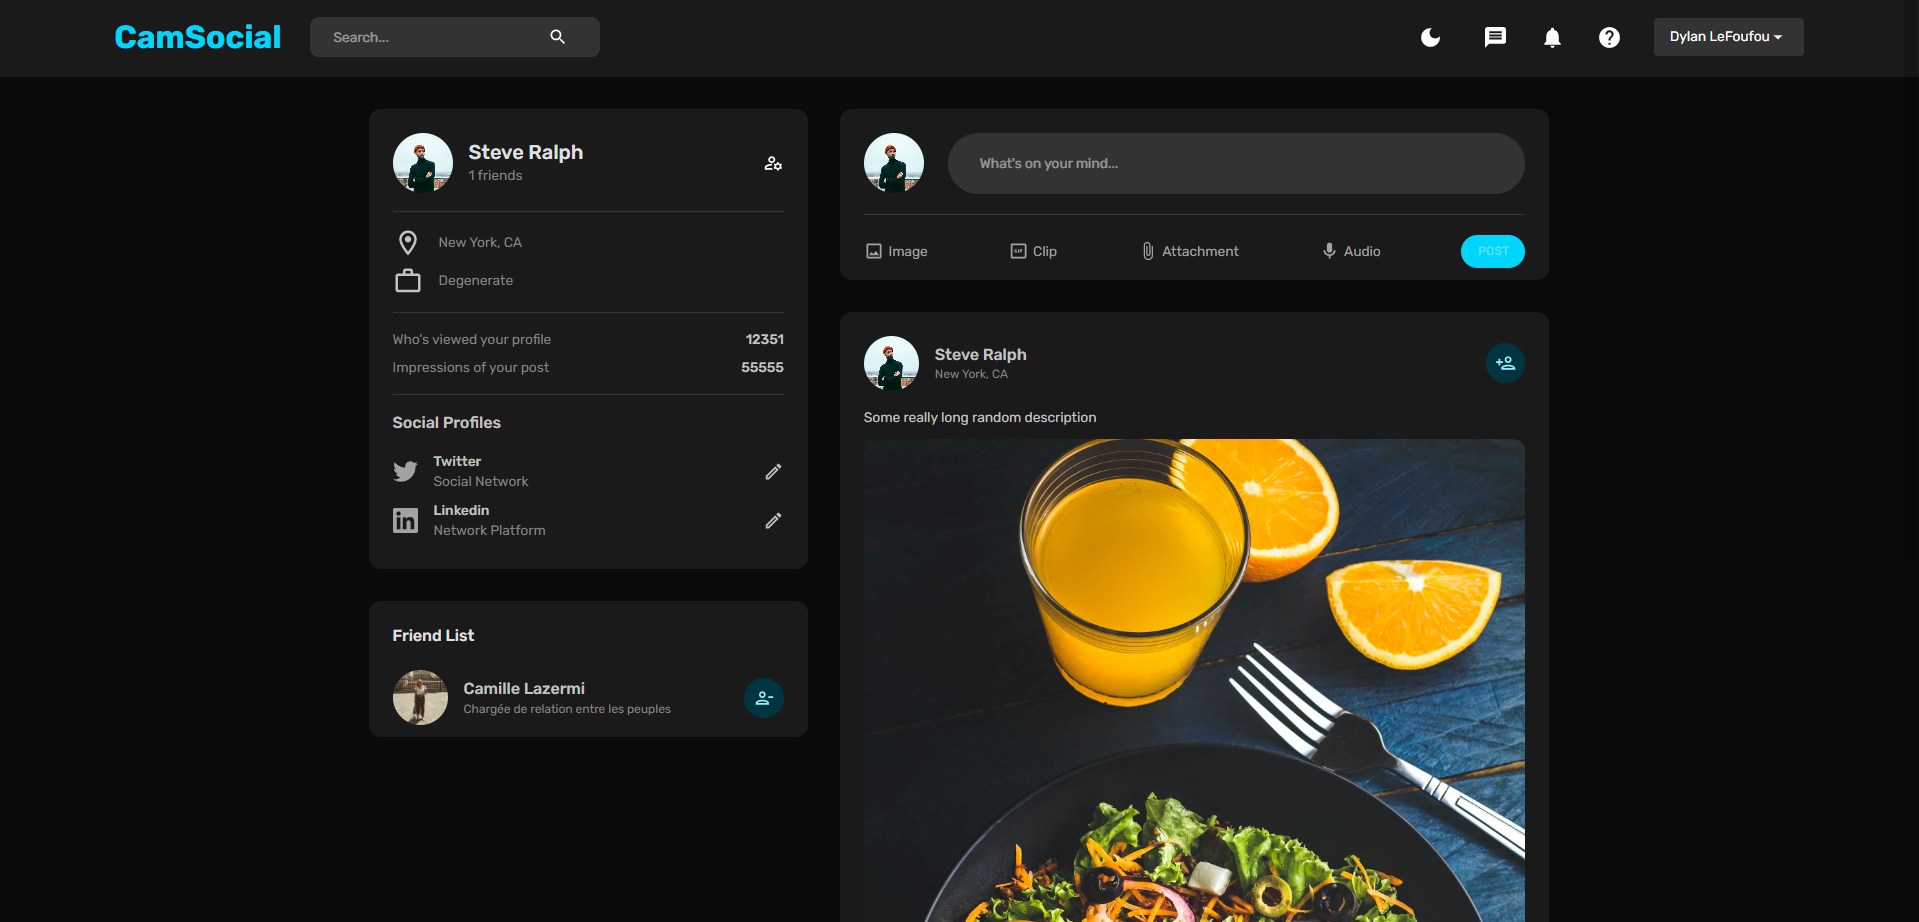 CamSocial
Search...
Dylan LeFoufou
Steve Ralph
1 friends
New York, CA
Degenerate
Who's viewed your profile 12351
Impressions of your post 55555
Social Profiles
Twitter
Social Network
Linkedin
Network Platform
Friend List
Camille Lazermi
Chargée de relation entre les peuples
What's on your mind...
Image GIF Clip Attachment Audio POST
Steve Ralph
New York, CA
Some really long random description